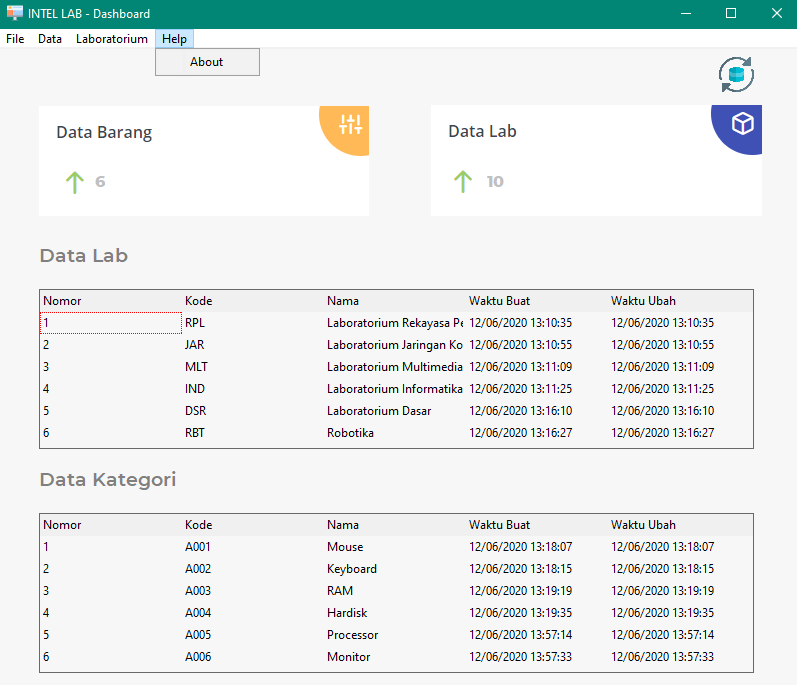 INTEL LAB - Dashboard
File Data Laboratorium Help
About
Data Barang
6
Data Lab
10
Data Lab
Nomor Kode Nama Waktu Buat Waktu Ubah
1 RPL Laboratorium Rekayasa Pe 12/06/2020 13:10:35 12/06/2020 13:10:35
2 JAR Laboratorium Jaringan Ko 12/06/2020 13:10:55 12/06/2020 13:10:55
3 MLT Laboratorium Multimedia 12/06/2020 13:11:09 12/06/2020 13:11:09
4 IND Laboratorium Informatika 12/06/2020 13:11:25 12/06/2020 13:11:25
5 DSR Laboratorium Dasar 12/06/2020 13:16:10 12/06/2020 13:16:10
6 RBT Robotika 12/06/2020 13:16:27 12/06/2020 13:16:27
Data Kategori
Nomor Kode Nama Waktu Buat Waktu Ubah
1 A001 Mouse 12/06/2020 13:18:07 12/06/2020 13:18:07
2 A002 Keyboard 12/06/2020 13:18:15 12/06/2020 13:18:15
3 A003 RAM 12/06/2020 13:19:19 12/06/2020 13:19:19
4 A004 Hardisk 12/06/2020 13:19:35 12/06/2020 13:19:35
5 A005 Processor 12/06/2020 13:57:14 12/06/2020 13:57:14
6 A006 Monitor 12/06/2020 13:57:33 12/06/2020 13:57:33